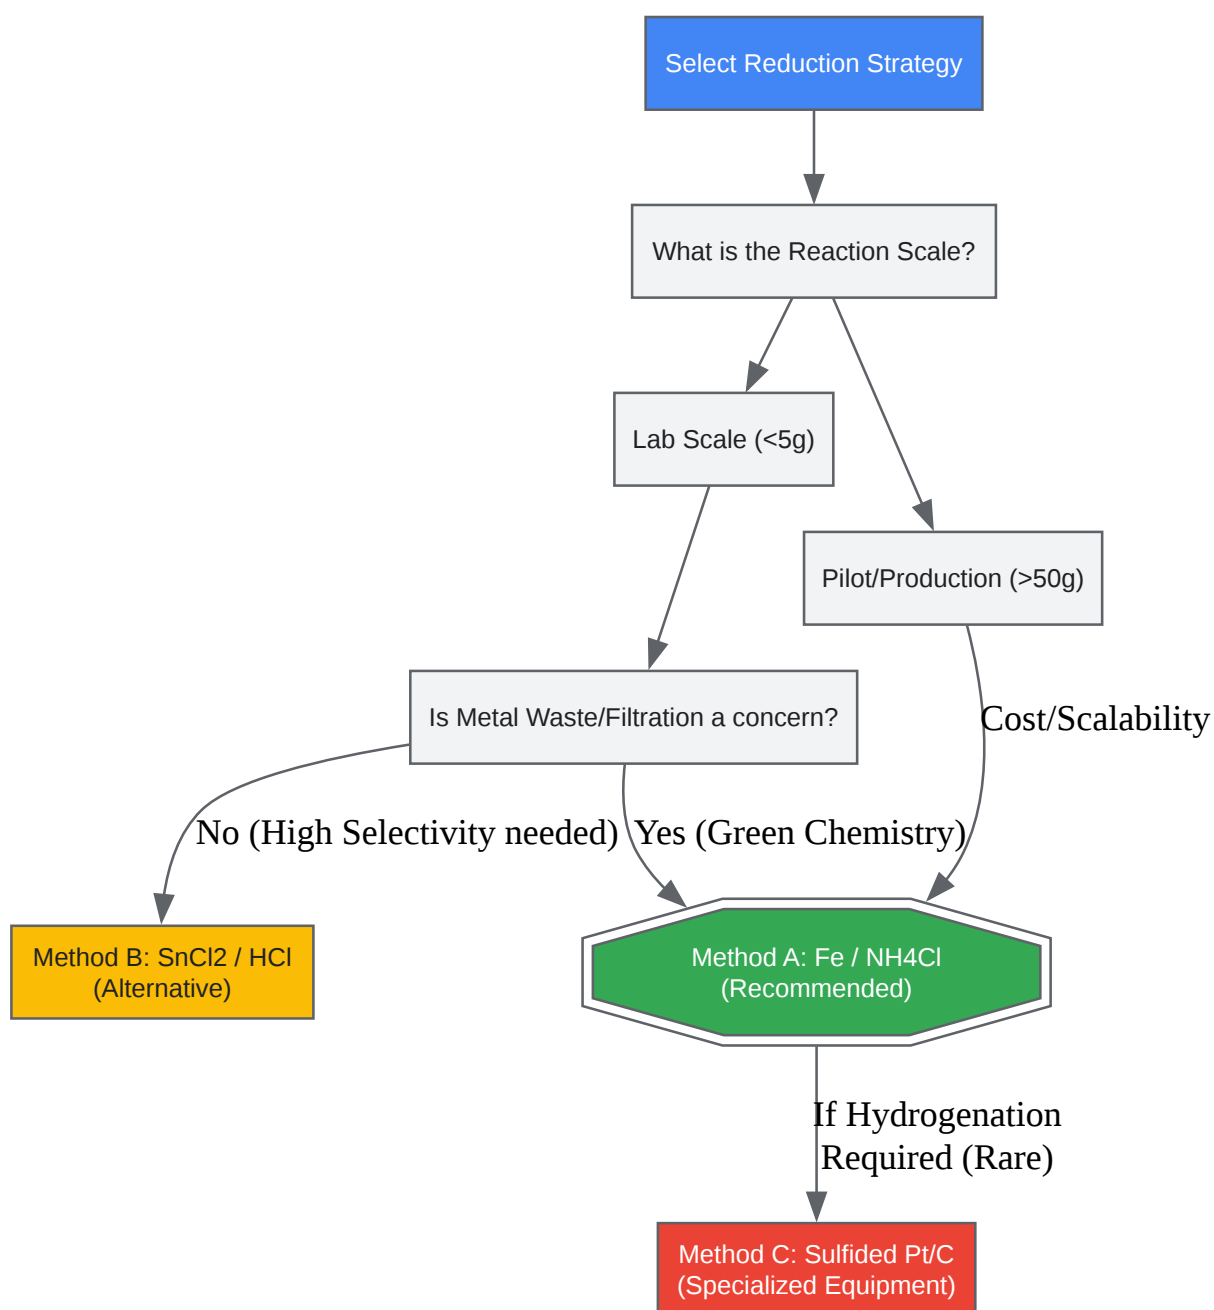 Select Reduction Strategy
What is the Reaction Scale?
Lab Scale (<5g)
Pilot/Production (>50g)
Is Metal Waste/Filtration a concern?
Cost/Scalability
No (High Selectivity needed)
Yes (Green Chemistry)
Method B: SnCl2 / HCl
(Alternative)
Method A: Fe / NH4Cl
(Recommended)
If Hydrogenation
Required (Rare)
Method C: Sulfided Pt/C
(Specialized Equipment)